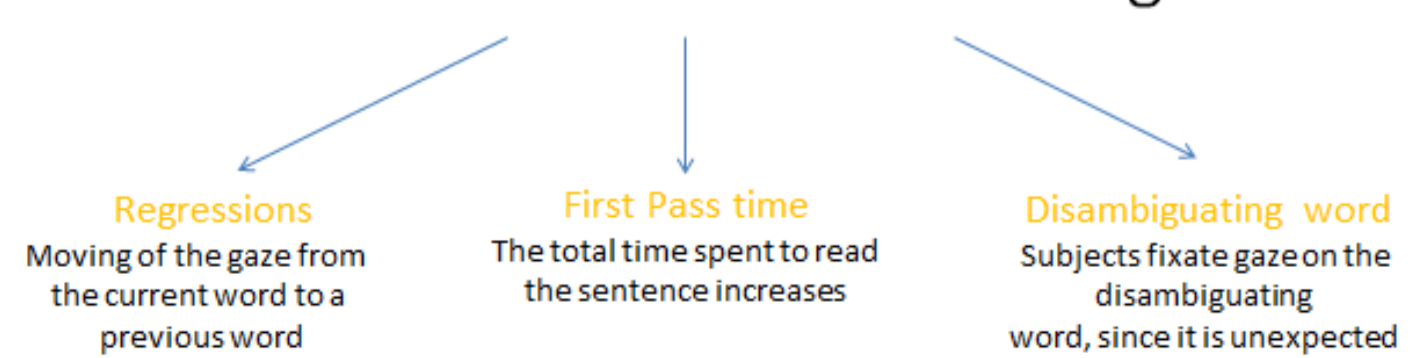 Regressions
Moving of the gaze from
the current word to a
previous word
First Pass time
The total time spent to read
the sentence increases
Disambiguating word
Subjects fixate gaze on the
disambiguating
word, since it is unexpected